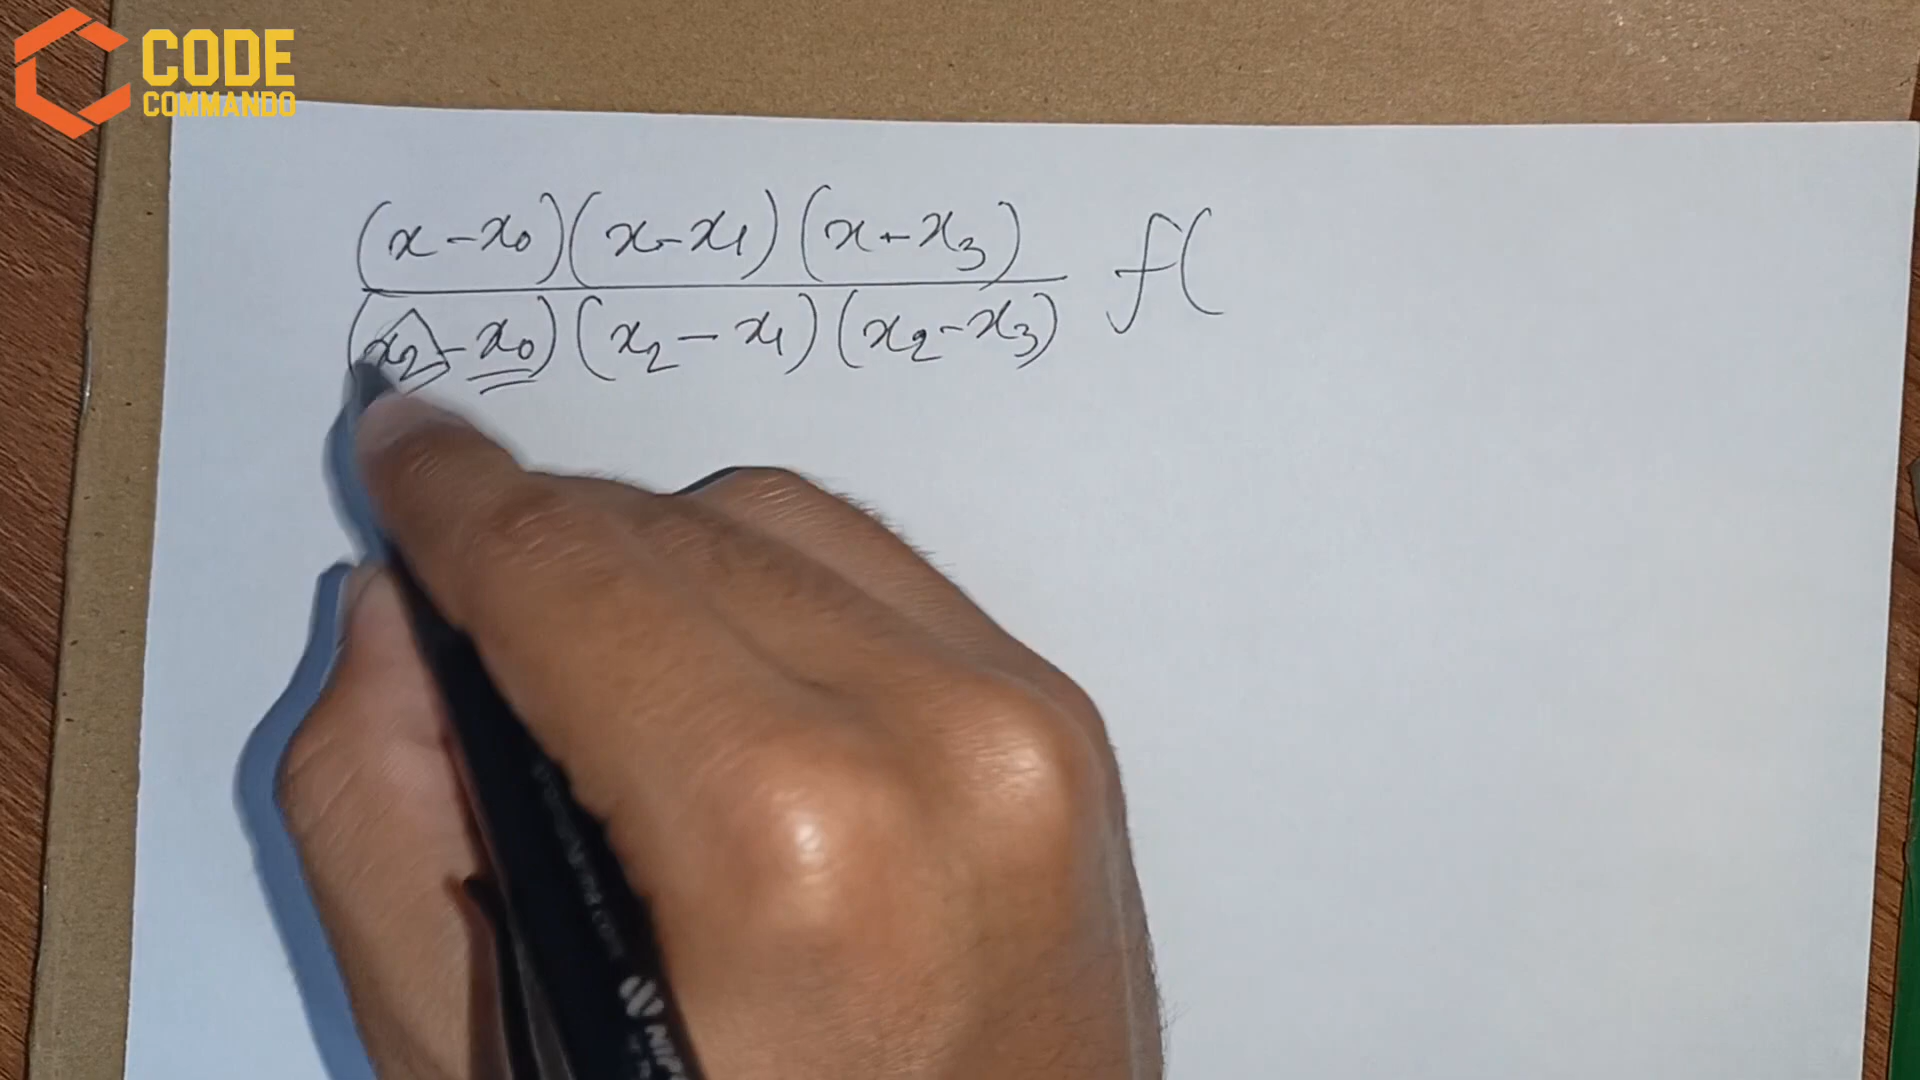 CODE
COMMANDO
(x-x₀)(x-x₁)(x-x₃) f(
(x₂-x₀)(x₂-x₁)(x₂-x₃)